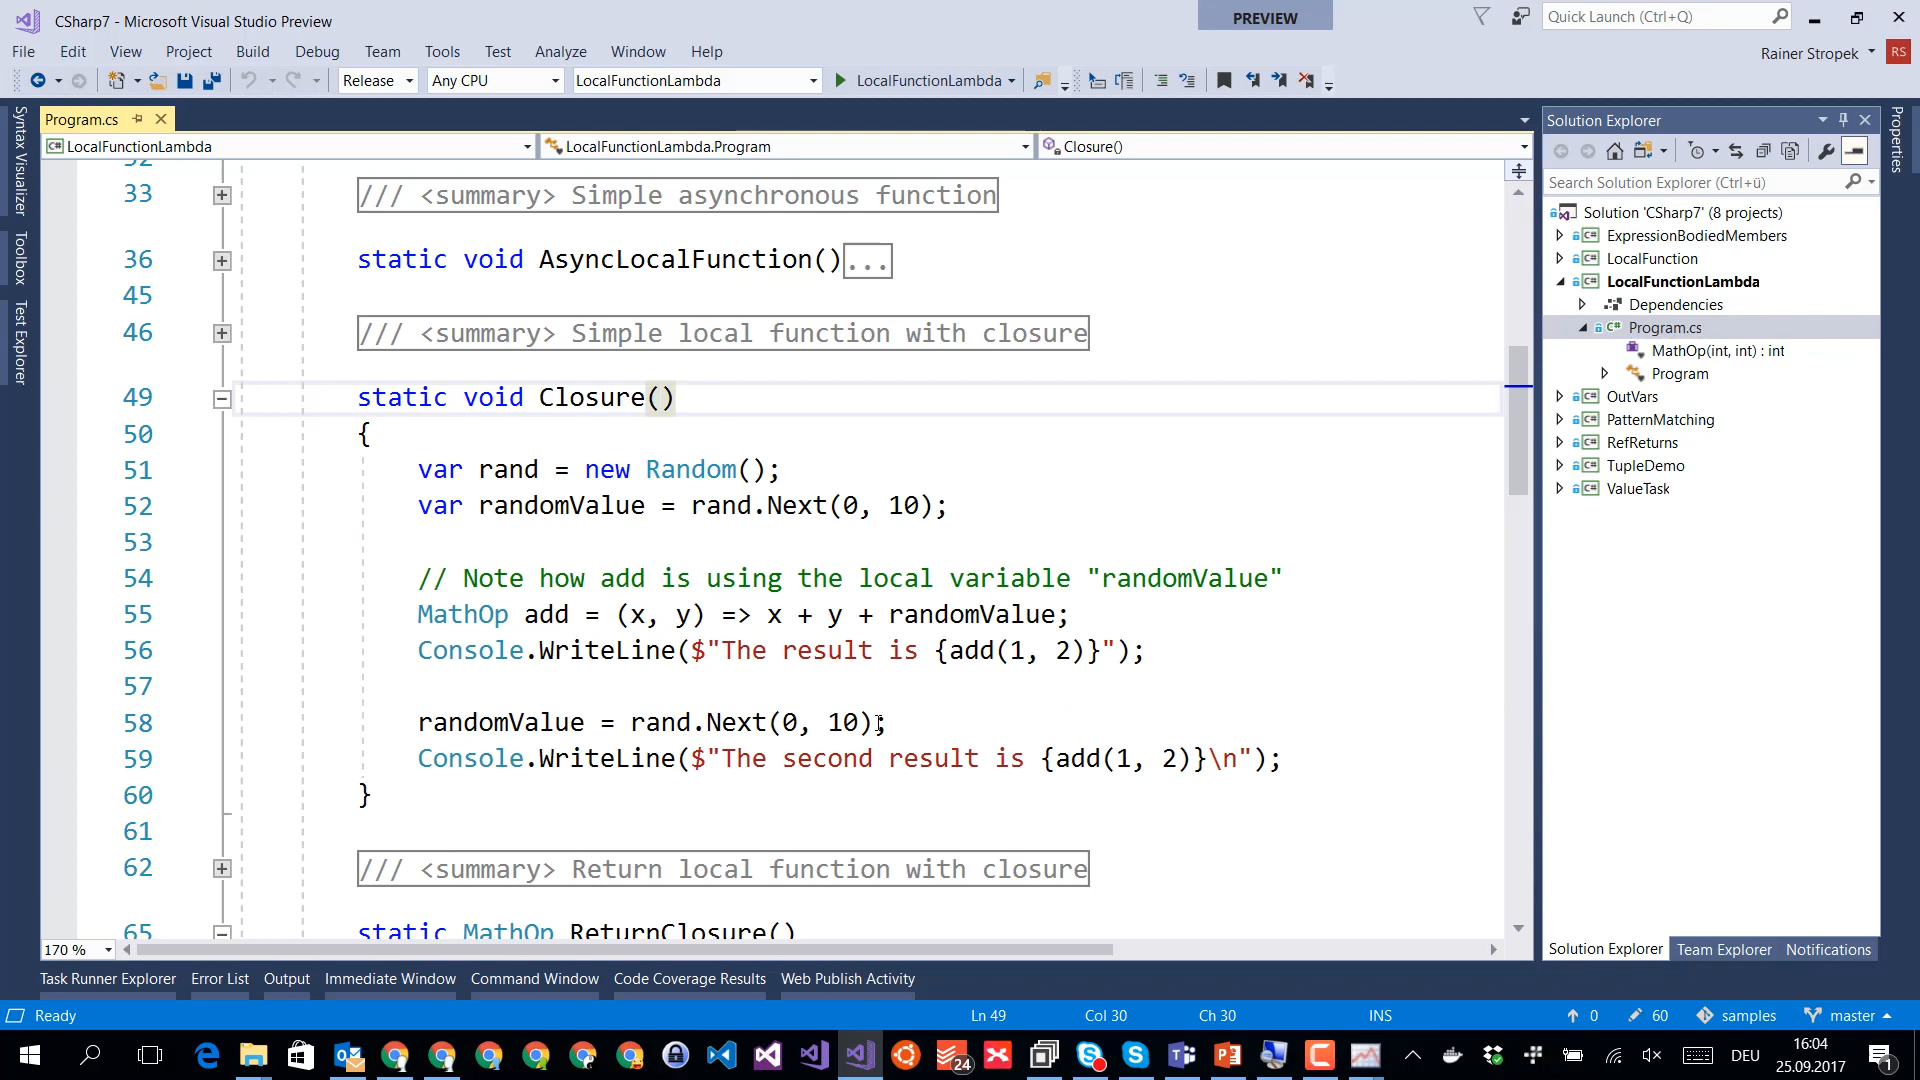 CSharp7 - Microsoft Visual Studio Preview
PREVIEW
Quick Launch (Ctrl+Q)
File Edit View Project Build Debug Team Tools Test Analyze Window Help
Rainer Stropek
RS
Release
Any CPU
LocalFunctionLambda
LocalFunctionLambda
Syntax Visualizer
Toolbox
Test Explorer
Program.cs
LocalFunctionLambda
LocalFunctionLambda.Program
Closure()
33 /// <summary> Simple asynchronous function
36 static void AsyncLocalFunction()...
45
46 /// <summary> Simple local function with closure
49 static void Closure()
50 {
51 var rand = new Random();
52 var randomValue = rand.Next(0, 10);
53
54 // Note how add is using the local variable "randomValue"
55 MathOp add = (x, y) => x + y + randomValue;
56 Console.WriteLine($"The result is {add(1, 2)}");
57
58 randomValue = rand.Next(0, 10);
59 Console.WriteLine($"The second result is {add(1, 2)}\n");
60 }
61
62 /// <summary> Return local function with closure
65 static MathOp ReturnClosure()
170 %
Solution Explorer
Search Solution Explorer (Ctrl+ü)
Solution 'CSharp7' (8 projects)
ExpressionBodiedMembers
LocalFunction
LocalFunctionLambda
Dependencies
Program.cs
MathOp(int, int) : int
Program
OutVars
PatternMatching
RefReturns
TupleDemo
ValueTask
Solution Explorer Team Explorer Notifications
Properties
Task Runner Explorer Error List Output Immediate Window Command Window Code Coverage Results Web Publish Activity
Ready
Ln 49
Col 30
Ch 30
INS
0
60
samples
master
24
DEU
16:04
25.09.2017
1